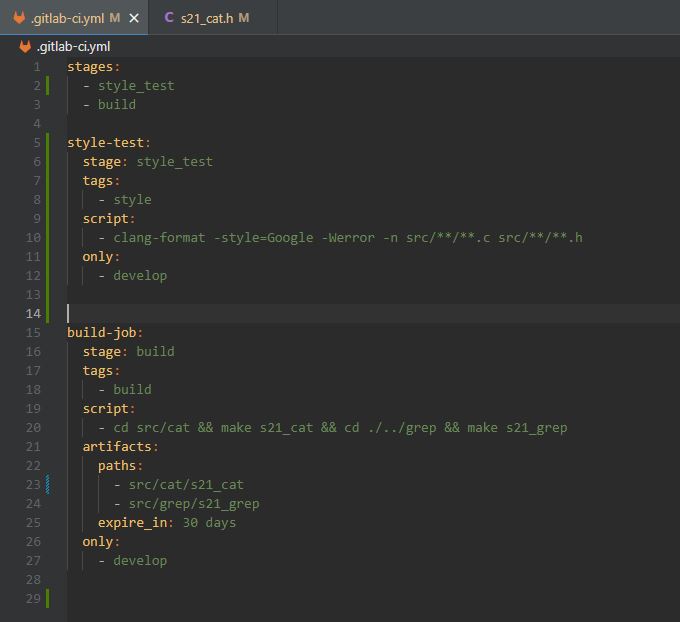 .gitlab-ci.yml M × C s21_cat.h M
.gitlab-ci.yml
1 stages:
2   - style_test
3   - build
4
5 style-test:
6   stage: style_test
7   tags:
8     - style
9   script:
10     - clang-format -style=Google -Werror -n src/**/**.c src/**/**.h
11   only:
12     - develop
13
14
15 build-job:
16   stage: build
17   tags:
18     - build
19   script:
20     - cd src/cat && make s21_cat && cd ./../grep && make s21_grep
21   artifacts:
22     paths:
23       - src/cat/s21_cat
24       - src/grep/s21_grep
25     expire_in: 30 days
26   only:
27     - develop
28
29